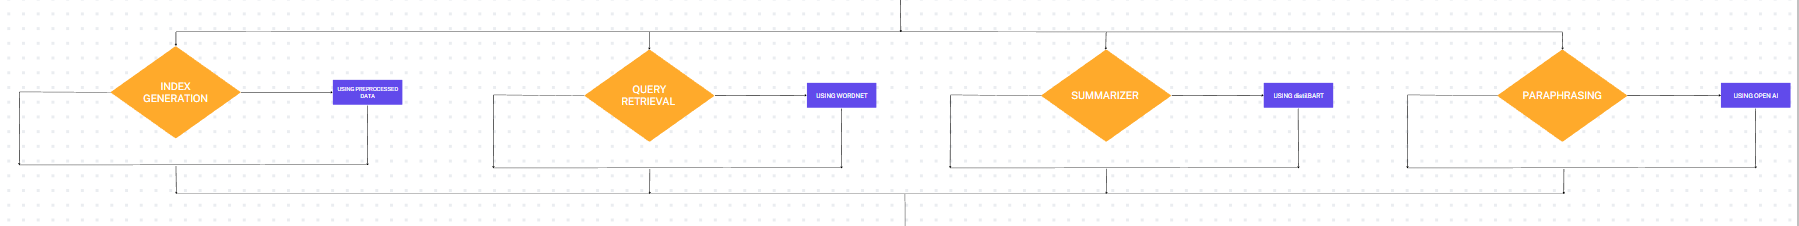 INDEX
GENERATION
USING PREPROCESSED
DATA
QUERY
RETRIEVAL
USING WORDNET
SUMMARIZER
USING distilBART
PARAPHRASING
USING OPEN AI